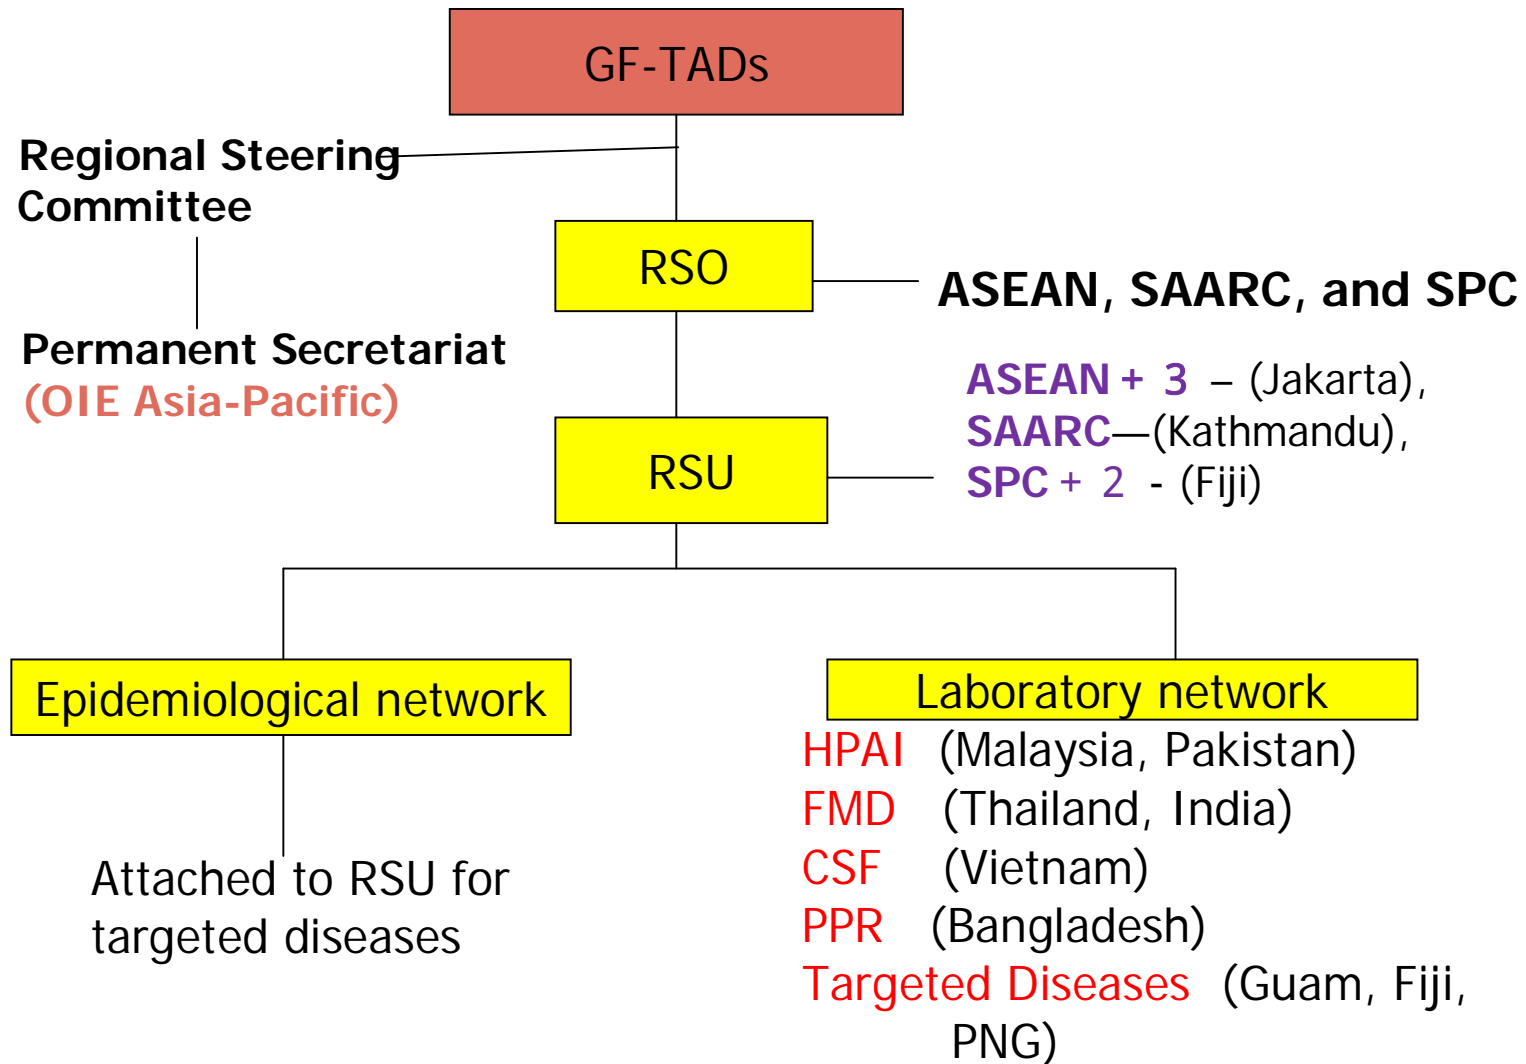 GF-TADs
Regional Steering
Committee
RSO
ASEAN, SAARC, and SPC
Permanent Secretariat
(OIE Asia-Pacific)
ASEAN + 3 – (Jakarta),
SAARC—(Kathmandu),
SPC + 2 - (Fiji)
RSU
Epidemiological network
Attached to RSU for
targeted diseases
Laboratory network
HPAI (Malaysia, Pakistan)
FMD (Thailand, India)
CSF (Vietnam)
PPR (Bangladesh)
Targeted Diseases (Guam, Fiji,
PNG)